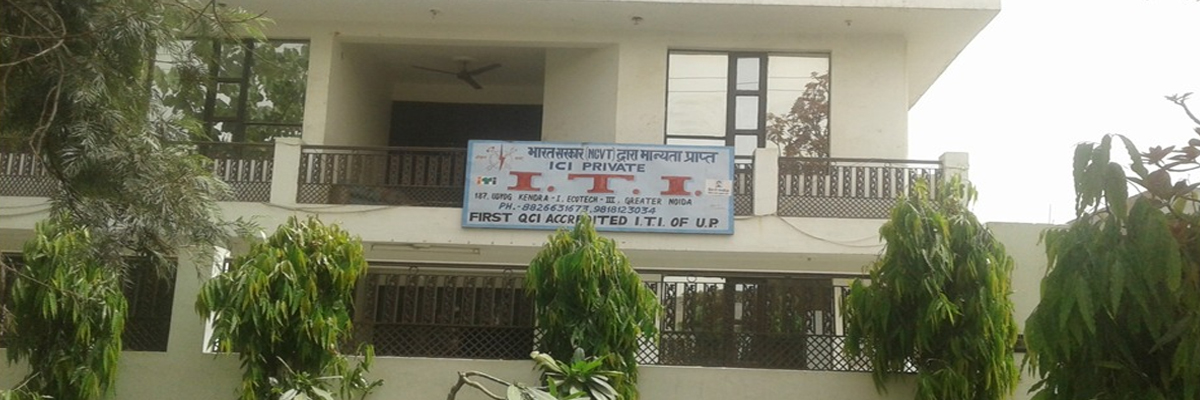 भारत सरकार (NCVT) द्वारा मान्यता प्राप्त
ICI PRIVATE
I. T. I.
iti
187, UDYOG KENDRA - I, ECOTECH - III, GREATER NOIDA
PH.- 8826631673, 9818123034
FIRST QCI ACCREDITED I.T.I. OF U.P.